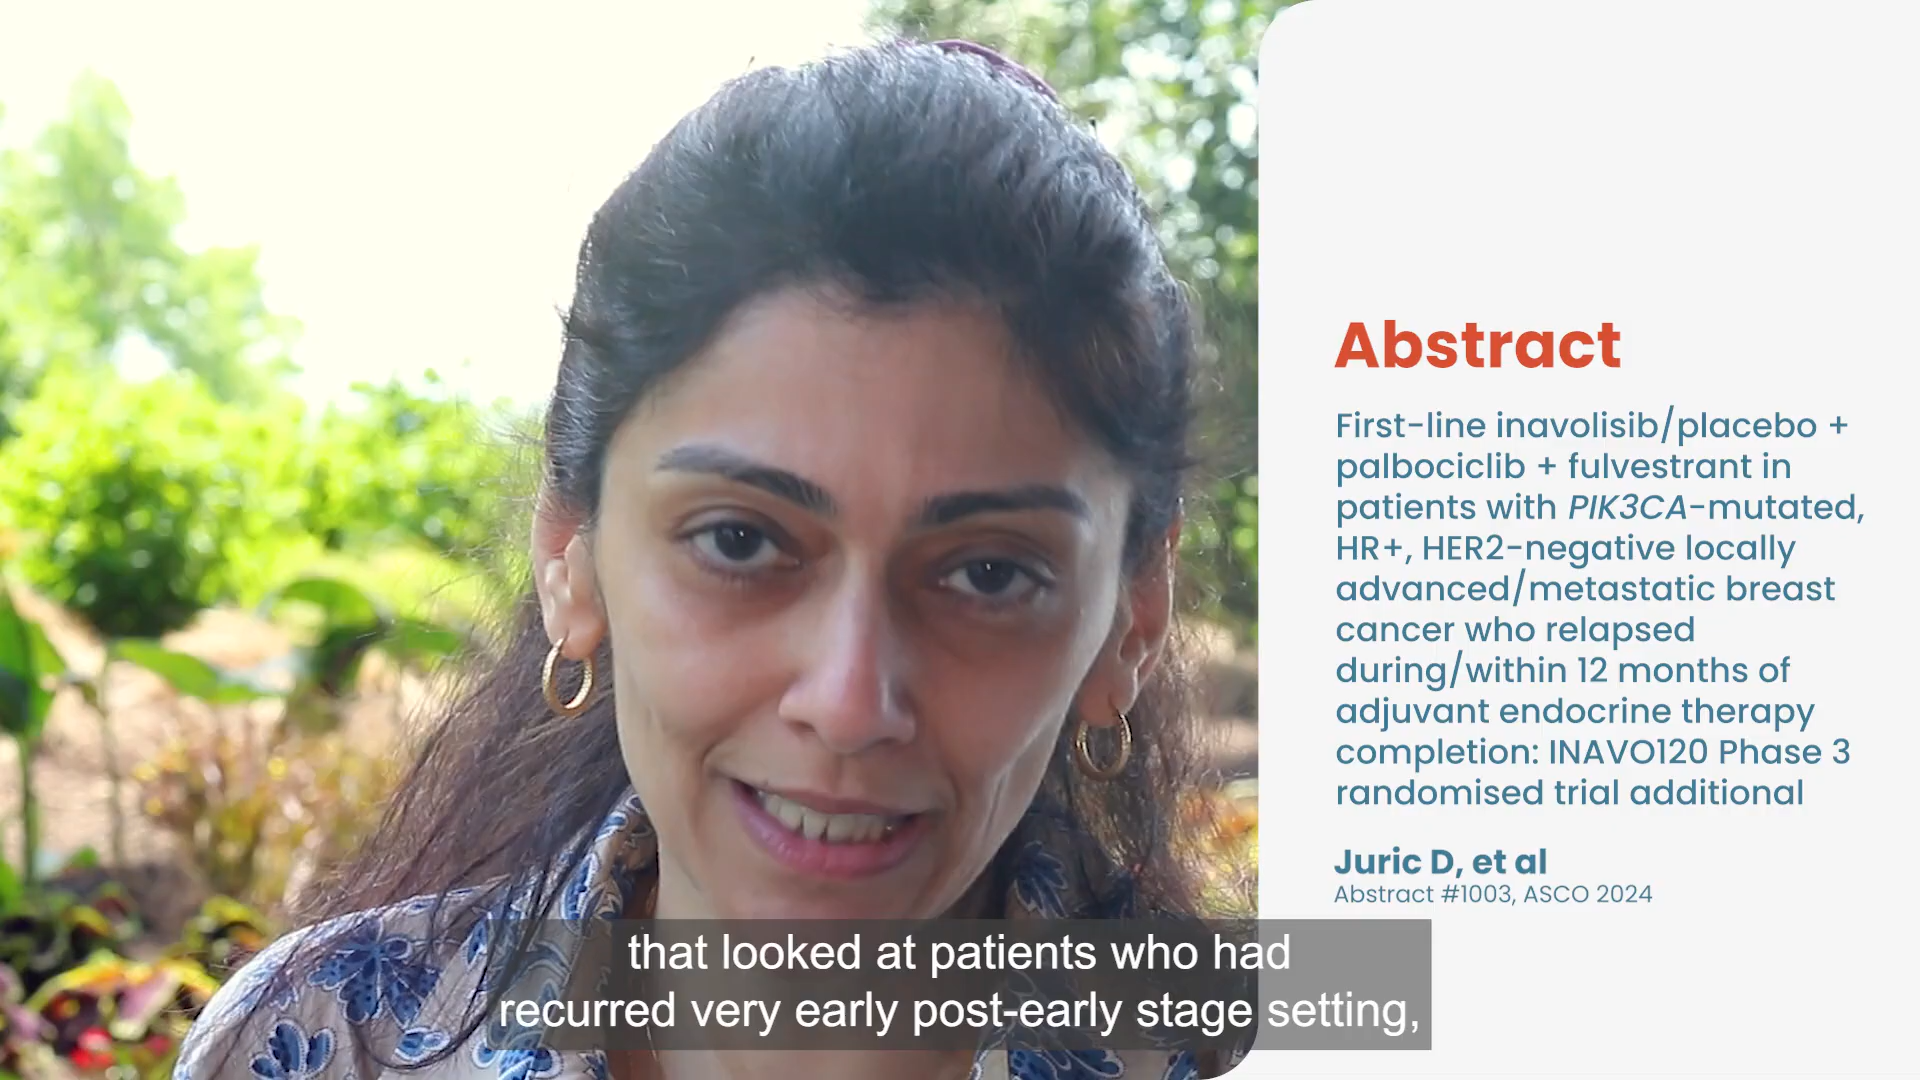 Abstract
First-line inavolisib/placebo +
palbociclib + fulvestrant in
patients with PIK3CA-mutated,
HR+, HER2-negative locally
advanced/metastatic breast
cancer who relapsed
during/within 12 months of
adjuvant endocrine therapy
completion: INAVO120 Phase 3
randomised trial additional
Juric D, et al
Abstract #1003, ASCO 2024
that looked at patients who had
recurred very early post-early stage setting,